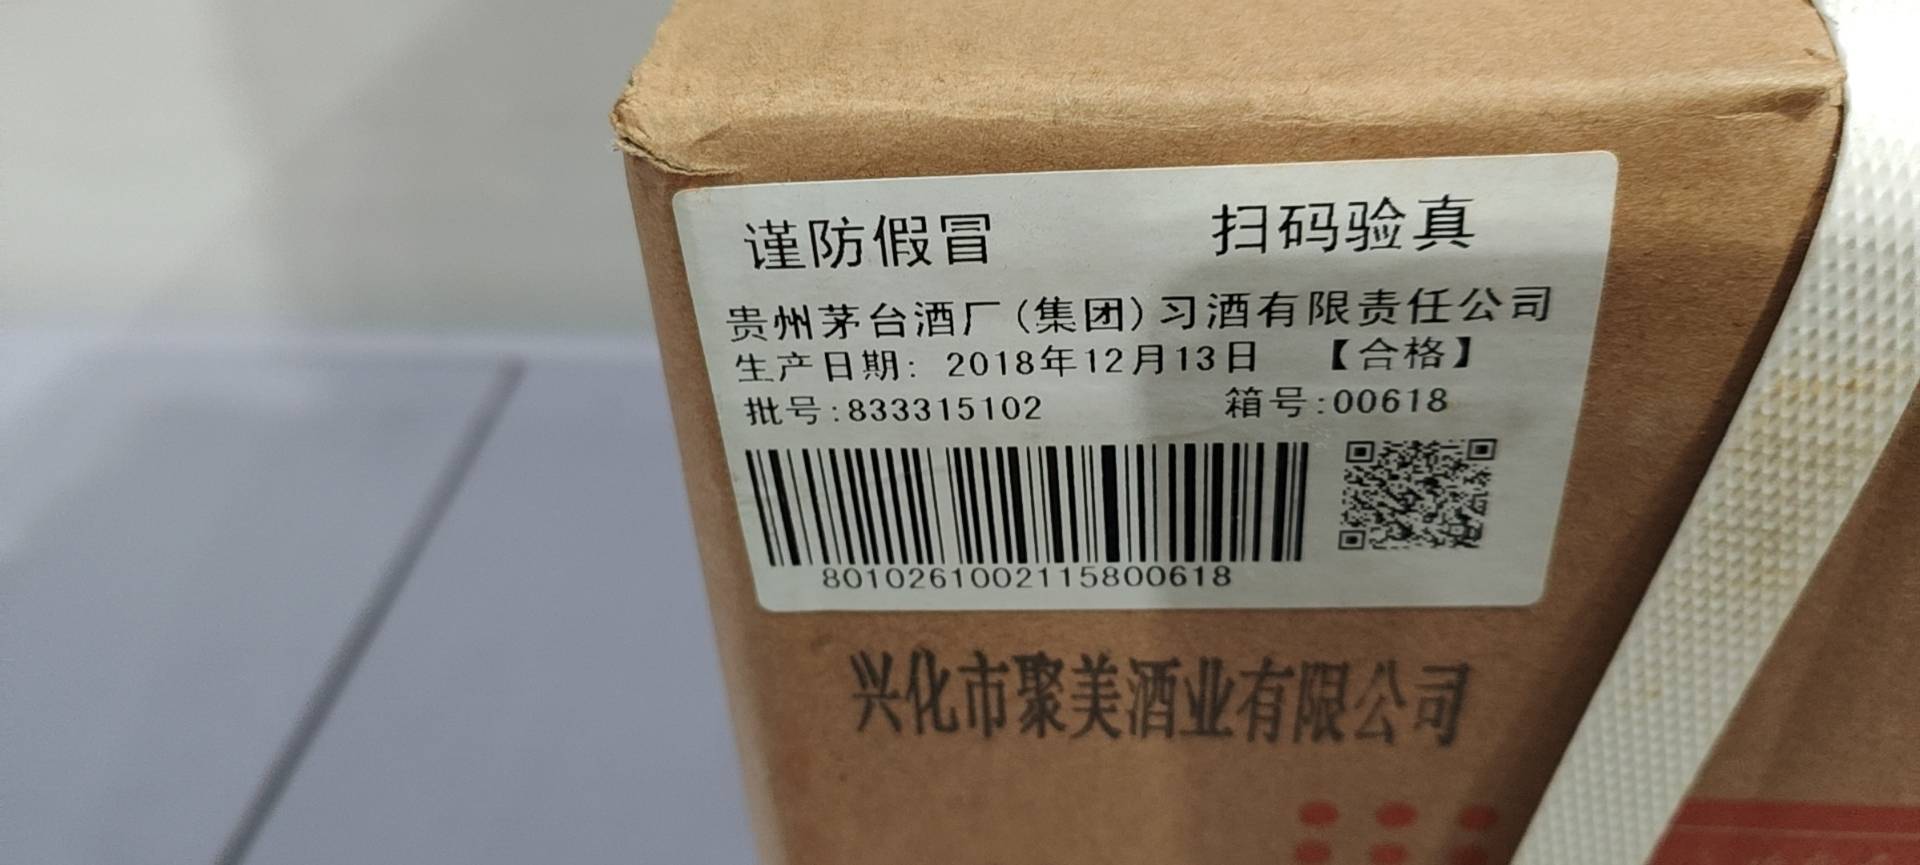 谨防假冒 扫码验真
贵州茅台酒厂(集团)习酒有限责任公司
生产日期: 2018年12月13日 【合格】
批号:833315102 箱号:00618
8010261002115800618
兴化市聚美酒业有限公司